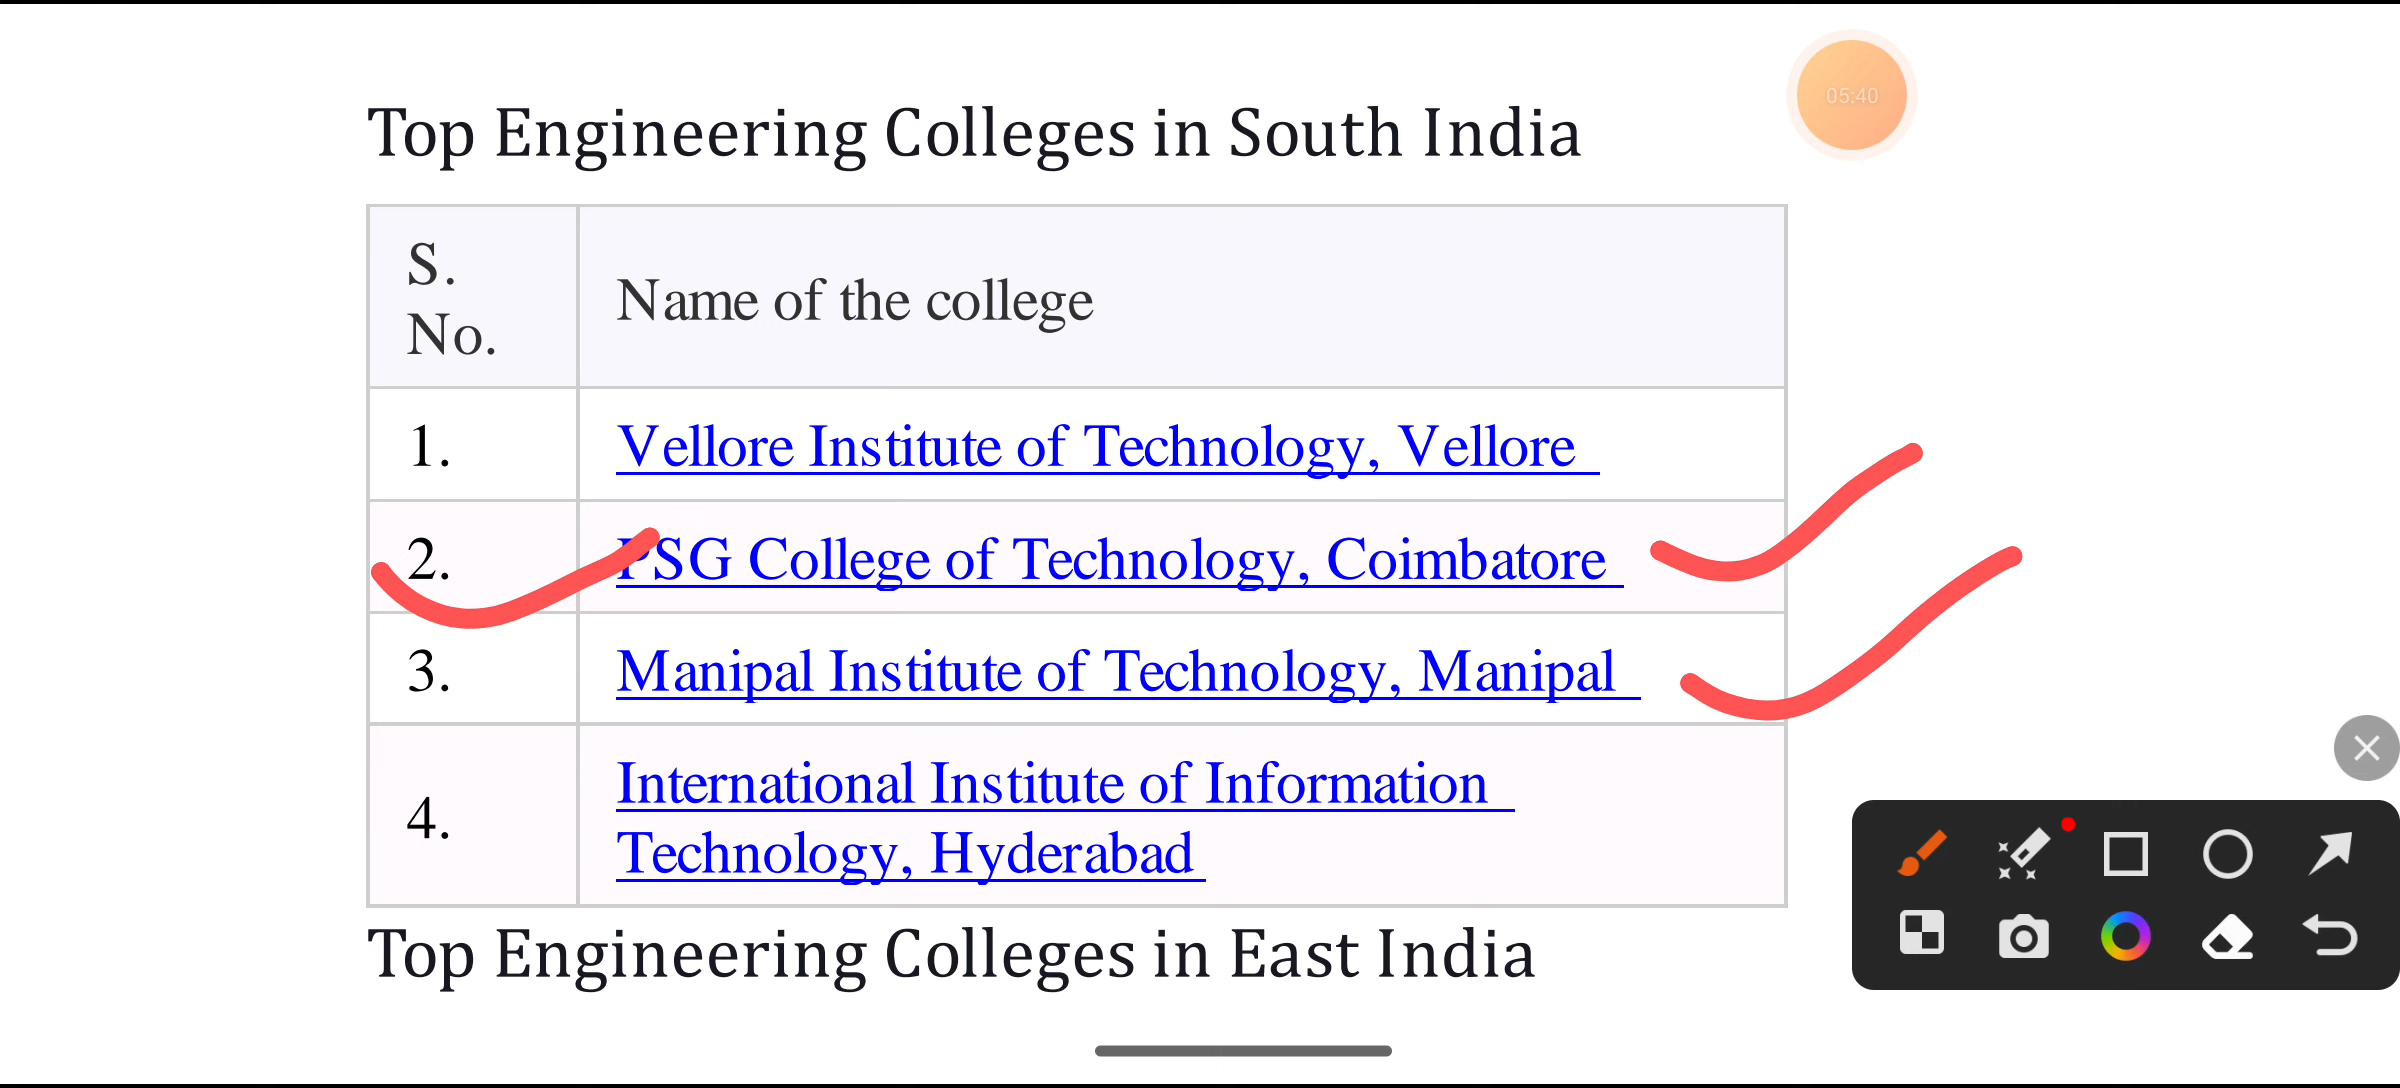 05:40
Top Engineering Colleges in South India
S.
No.
Name of the college
1.
Vellore Institute of Technology, Vellore
2.
PSG College of Technology, Coimbatore
3.
Manipal Institute of Technology, Manipal
4.
International Institute of Information
Technology, Hyderabad
Top Engineering Colleges in East India